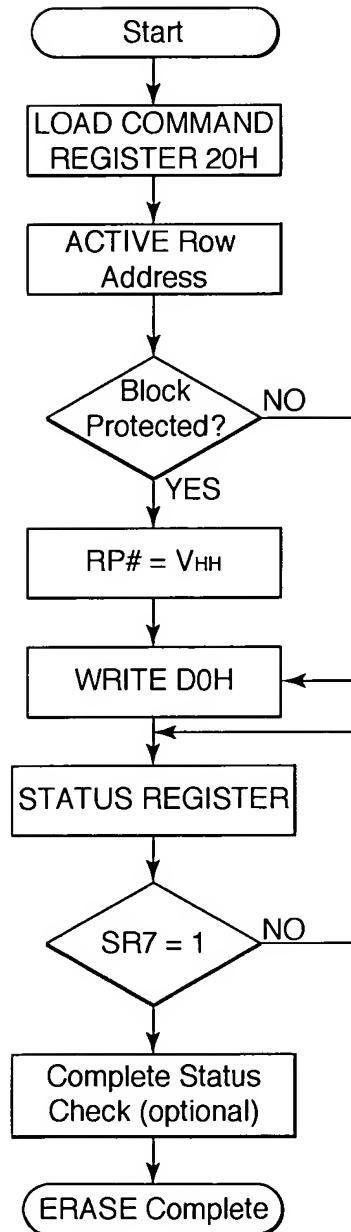 Start
LOAD COMMAND
REGISTER 20H
ACTIVE Row
Address
Block
Protected?
NO
YES
RP# = VHH
WRITE D0H
STATUS REGISTER
SR7 = 1
NO
Complete Status
Check (optional)
ERASE Complete